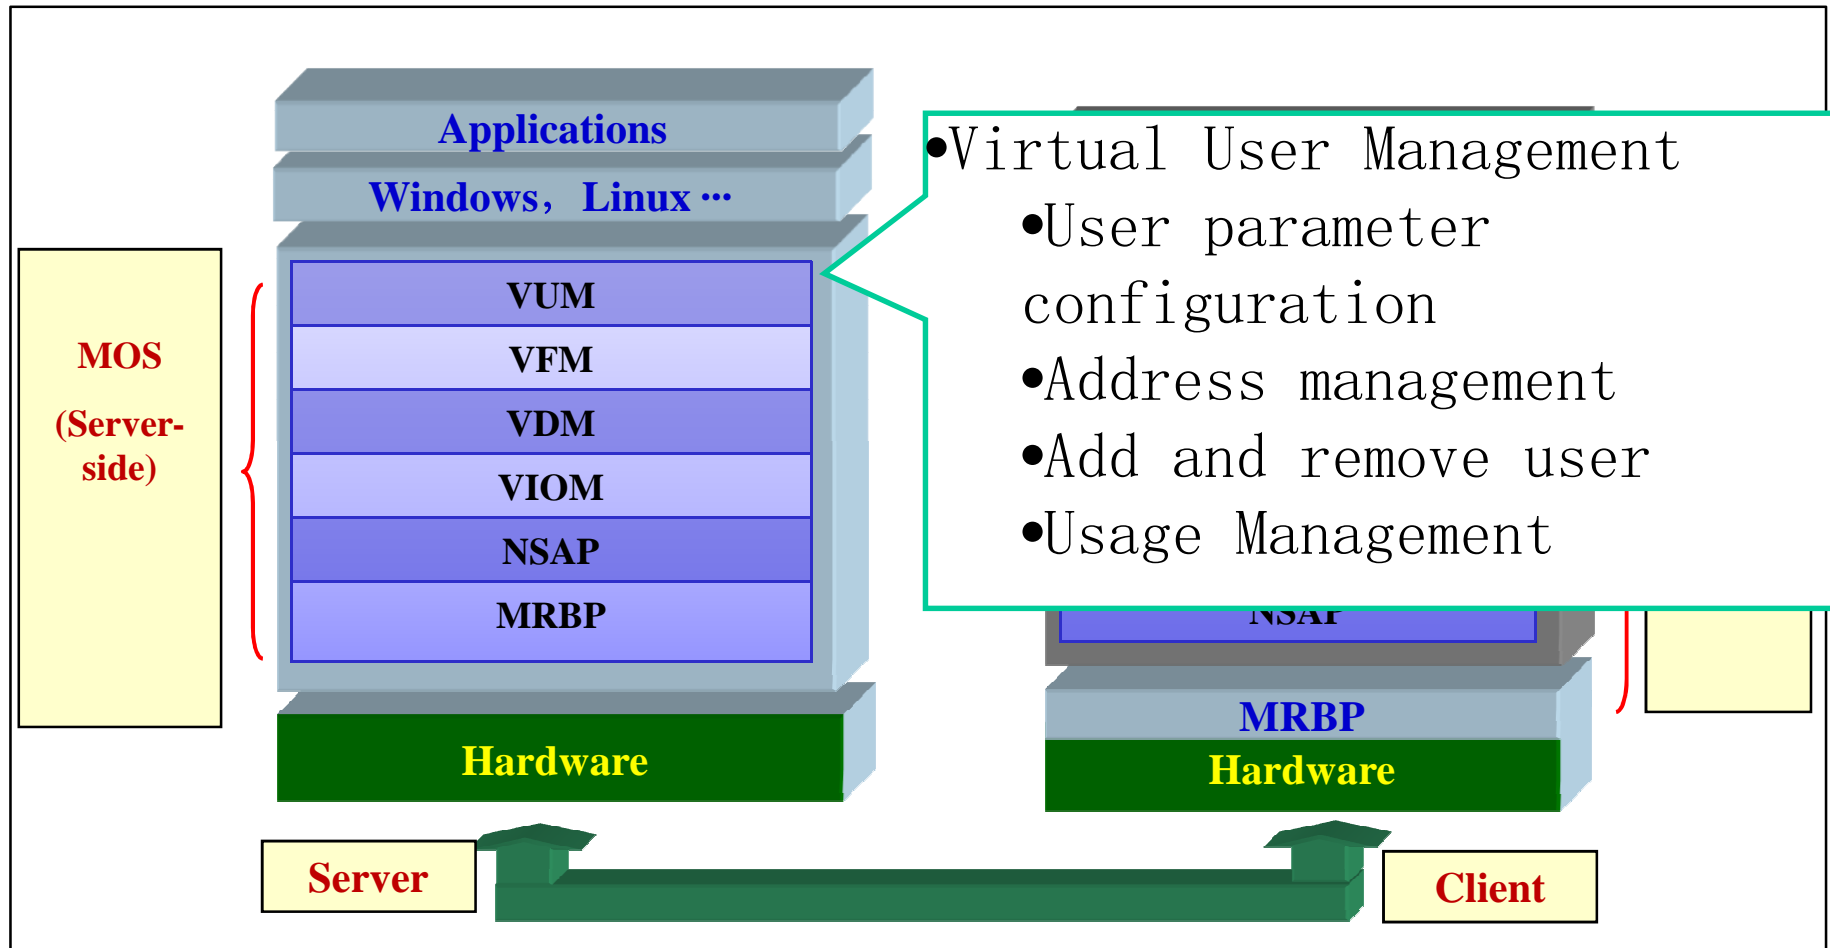 Applications
Windows， Linux ···
MOS
(Server-
side)
VUM
VFM
VDM
VIOM
NSAP
MRBP
Hardware
•Virtual User Management
•User parameter
configuration
•Address management
•Add and remove user
•Usage Management
NSAP
MRBP
Hardware
Server
Client